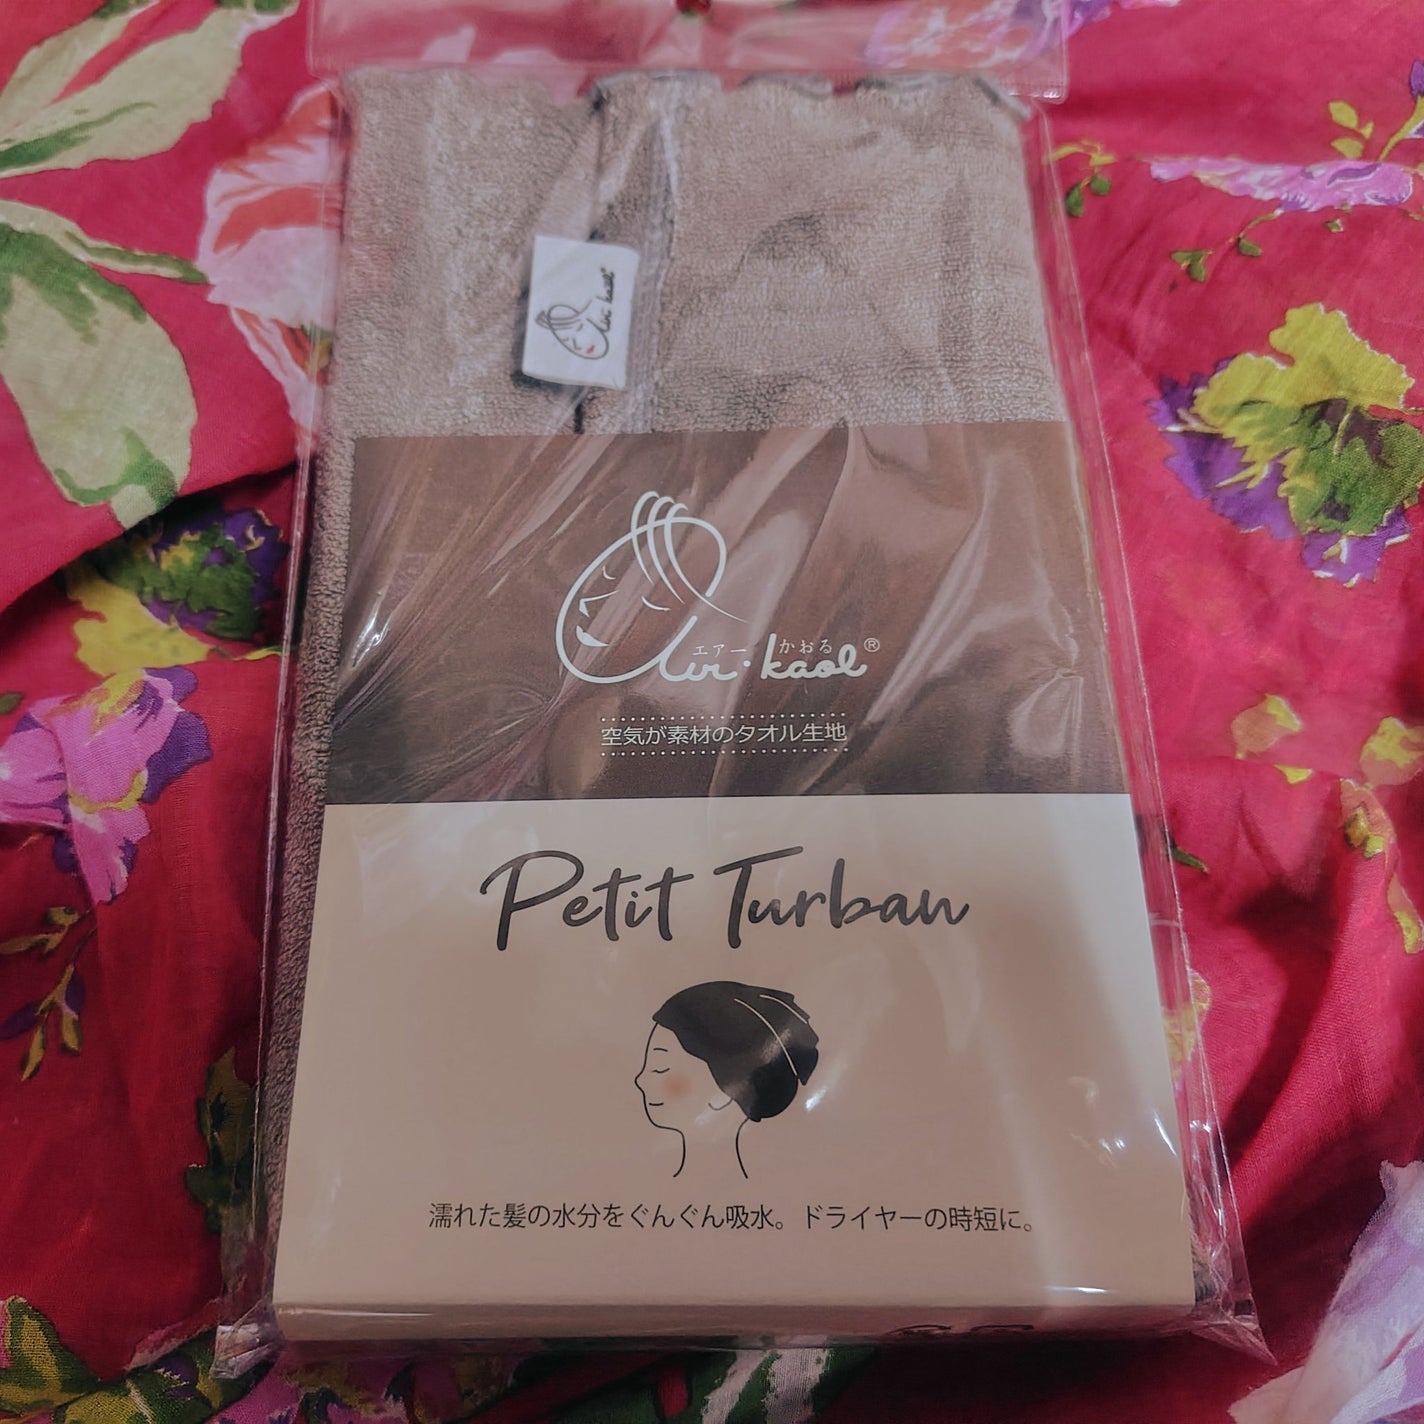 Air・kaol
エアー かおる
Air・kaol®
空気が素材のタオル生地
Petit Turban
濡れた髪の水分をぐんぐん吸水。ドライヤーの時短に。